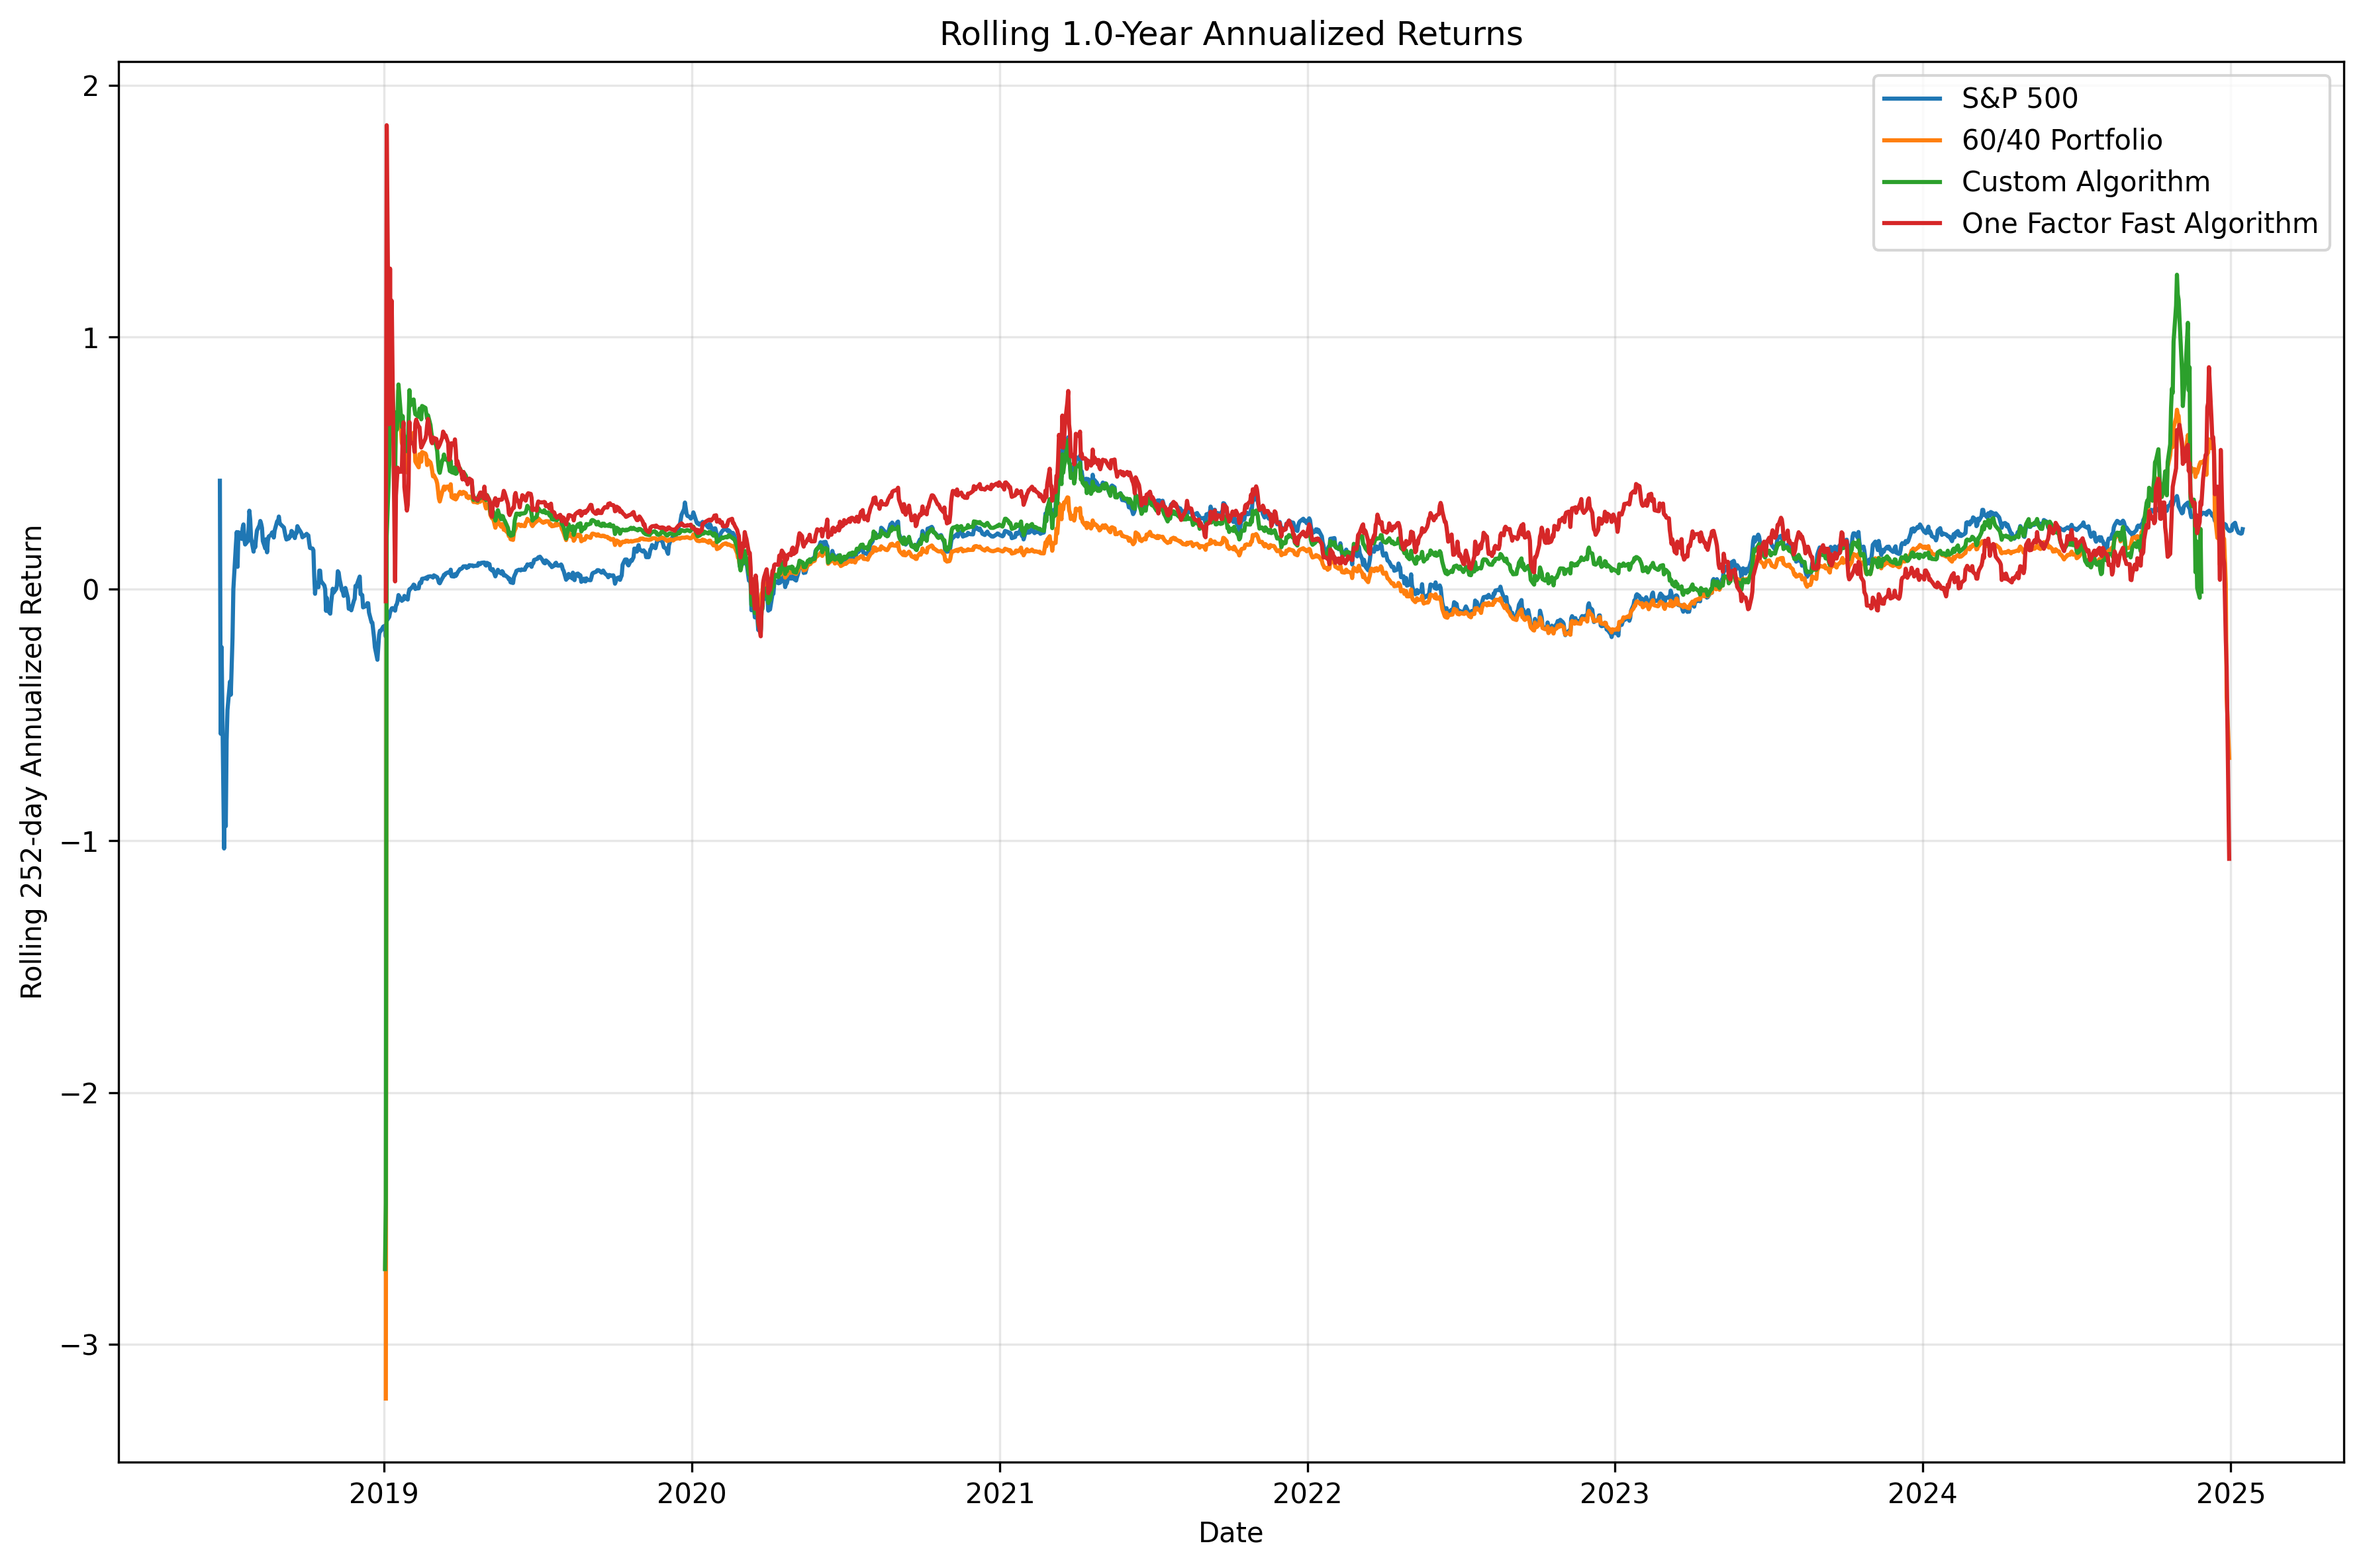 Rolling 1.0-Year Annualized Returns
S&P 500
60/40 Portfolio
Custom Algorithm
One Factor Fast Algorithm
Rolling 252-day Annualized Return
2
1
0
−1
−2
−3
2019 2020 2021 2022 2023 2024 2025
Date